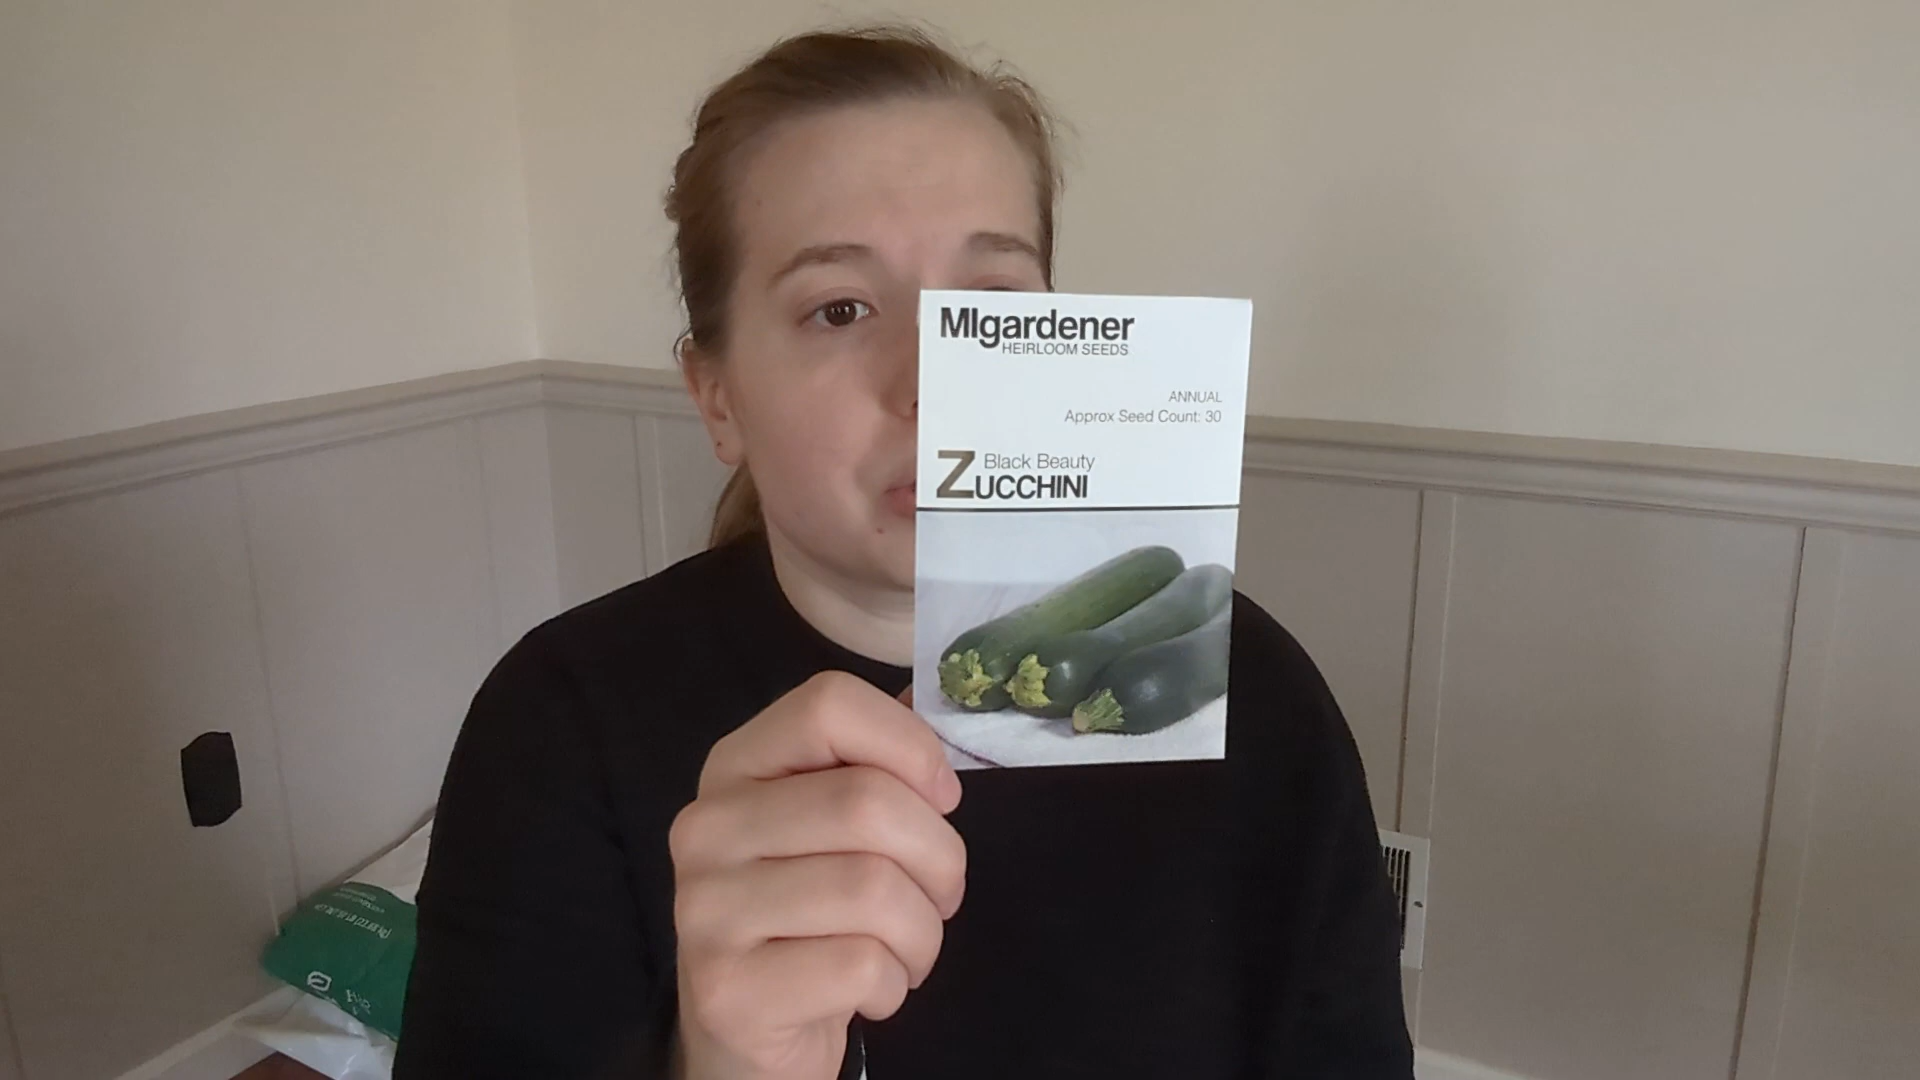 MIgardener
HEIRLOOM SEEDS
ANNUAL
Approx Seed Count: 30
Black Beauty
ZUCCHINI